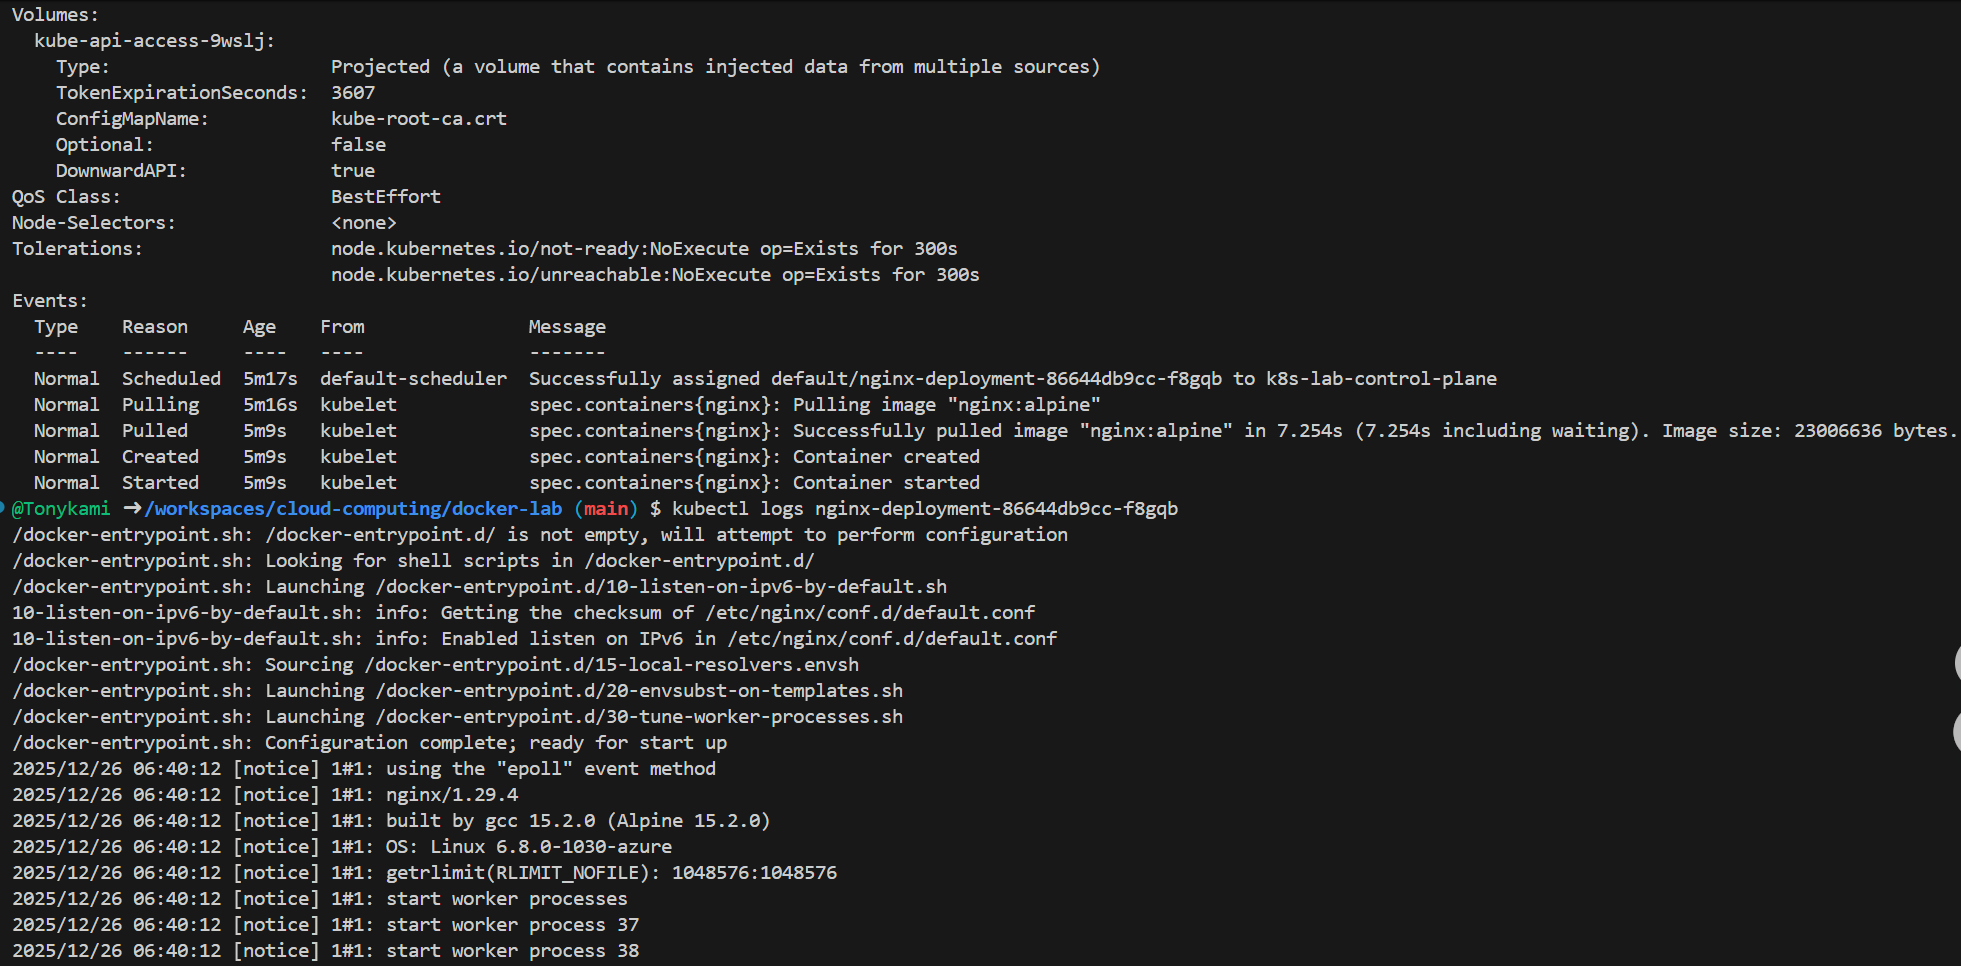 Volumes:
  kube-api-access-9wslj:
    Type:                    Projected (a volume that contains injected data from multiple sources)
    TokenExpirationSeconds:  3607
    ConfigMapName:           kube-root-ca.crt
    Optional:                false
    DownwardAPI:             true
QoS Class:                   BestEffort
Node-Selectors:              <none>
Tolerations:                 node.kubernetes.io/not-ready:NoExecute op=Exists for 300s
                             node.kubernetes.io/unreachable:NoExecute op=Exists for 300s
Events:
  Type    Reason     Age    From               Message
  ----    ------     ----   ----               -------
  Normal  Scheduled  5m17s  default-scheduler  Successfully assigned default/nginx-deployment-86644db9cc-f8gqb to k8s-lab-control-plane
  Normal  Pulling    5m16s  kubelet            spec.containers{nginx}: Pulling image "nginx:alpine"
  Normal  Pulled     5m9s   kubelet            spec.containers{nginx}: Successfully pulled image "nginx:alpine" in 7.254s (7.254s including waiting). Image size: 23006636 bytes.
  Normal  Created    5m9s   kubelet            spec.containers{nginx}: Container created
  Normal  Started    5m9s   kubelet            spec.containers{nginx}: Container started
@Tonykami ➜/workspaces/cloud-computing/docker-lab (main) $ kubectl logs nginx-deployment-86644db9cc-f8gqb
/docker-entrypoint.sh: /docker-entrypoint.d/ is not empty, will attempt to perform configuration
/docker-entrypoint.sh: Looking for shell scripts in /docker-entrypoint.d/
/docker-entrypoint.sh: Launching /docker-entrypoint.d/10-listen-on-ipv6-by-default.sh
10-listen-on-ipv6-by-default.sh: info: Getting the checksum of /etc/nginx/conf.d/default.conf
10-listen-on-ipv6-by-default.sh: info: Enabled listen on IPv6 in /etc/nginx/conf.d/default.conf
/docker-entrypoint.sh: Sourcing /docker-entrypoint.d/15-local-resolvers.envsh
/docker-entrypoint.sh: Launching /docker-entrypoint.d/20-envsubst-on-templates.sh
/docker-entrypoint.sh: Launching /docker-entrypoint.d/30-tune-worker-processes.sh
/docker-entrypoint.sh: Configuration complete; ready for start up
2025/12/26 06:40:12 [notice] 1#1: using the "epoll" event method
2025/12/26 06:40:12 [notice] 1#1: nginx/1.29.4
2025/12/26 06:40:12 [notice] 1#1: built by gcc 15.2.0 (Alpine 15.2.0)
2025/12/26 06:40:12 [notice] 1#1: OS: Linux 6.8.0-1030-azure
2025/12/26 06:40:12 [notice] 1#1: getrlimit(RLIMIT_NOFILE): 1048576:1048576
2025/12/26 06:40:12 [notice] 1#1: start worker processes
2025/12/26 06:40:12 [notice] 1#1: start worker process 37
2025/12/26 06:40:12 [notice] 1#1: start worker process 38